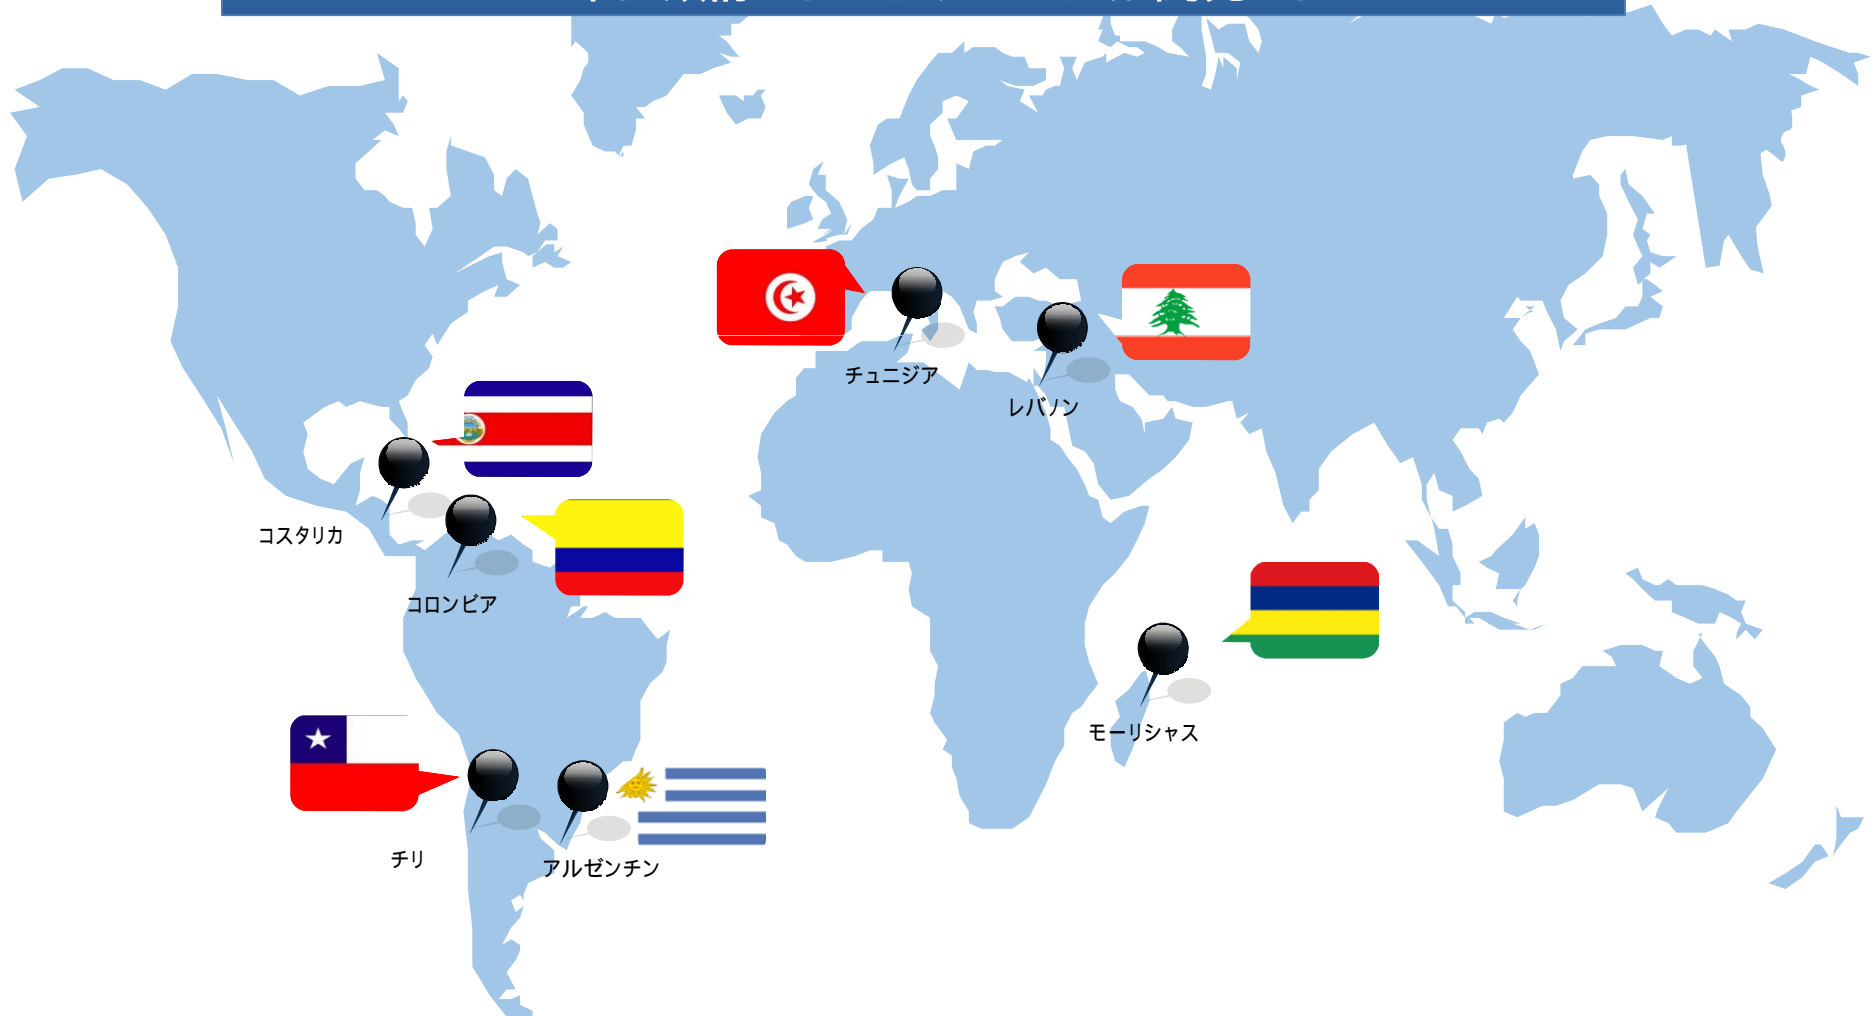 チュニジア
レバノン
コスタリカ
コロンビア
モーリシャス
チリ
アルゼンチン